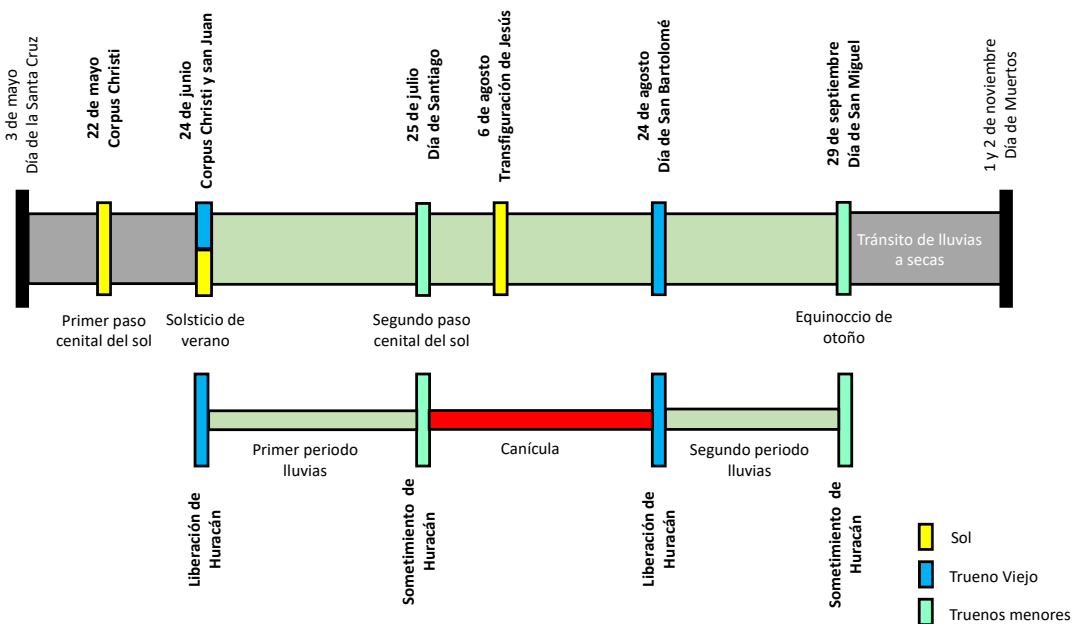 3 de mayo
Día de la Santa Cruz
22 de mayo
Corpus Christi
24 de junio
Corpus Christi y san Juan
25 de julio
Día de Santiago
6 de agosto
Transfiguración de Jesús
24 de agosto
Día de San Bartolomé
29 de septiembre
Día de San Miguel
1 y 2 de noviembre
Día de Muertos
Tránsito de lluvias
a secas
Primer paso
cenital del sol
Solsticio de
verano
Segundo paso
cenital del sol
Equinoccio de
otoño
Primer periodo
lluvias
Canícula
Segundo periodo
lluvias
Liberación de
Huracán
Sometimiento de
Huracán
Liberación de
Huracán
Sometimiento de
Huracán
Sol
Trueno Viejo
Truenos menores